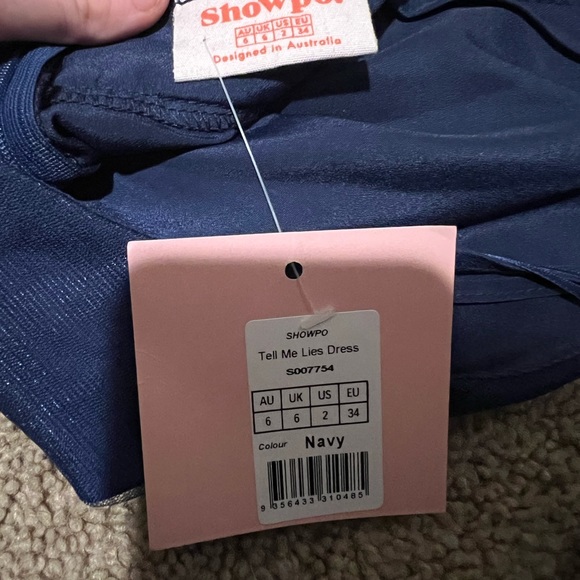 Showpo.
AU UK US EU
6 6 2 34
Designed in Australia
SHOWPO
Tell Me Lies Dress
S007754
AU UK US EU
6 6 2 34
Colour Navy
9 356433 310485